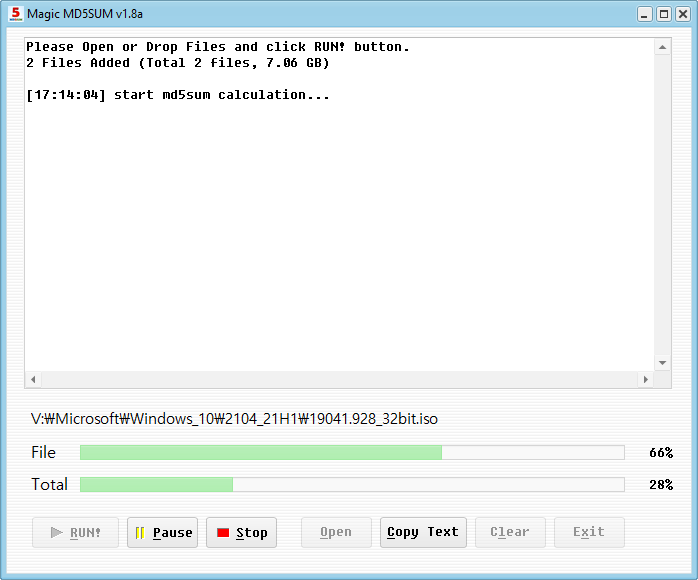 5
Magic MD5SUM v1.8a
Please Open or Drop Files and click RUN! button.
2 Files Added (Total 2 files, 7.06 GB)
[17:14:04] start md5sum calculation...
V:₩Microsoft₩Windows_10₩2104_21H1₩19041.928_32bit.iso
File 66%
Total 28%
RUN! Pause Stop Open Copy Text Clear Exit